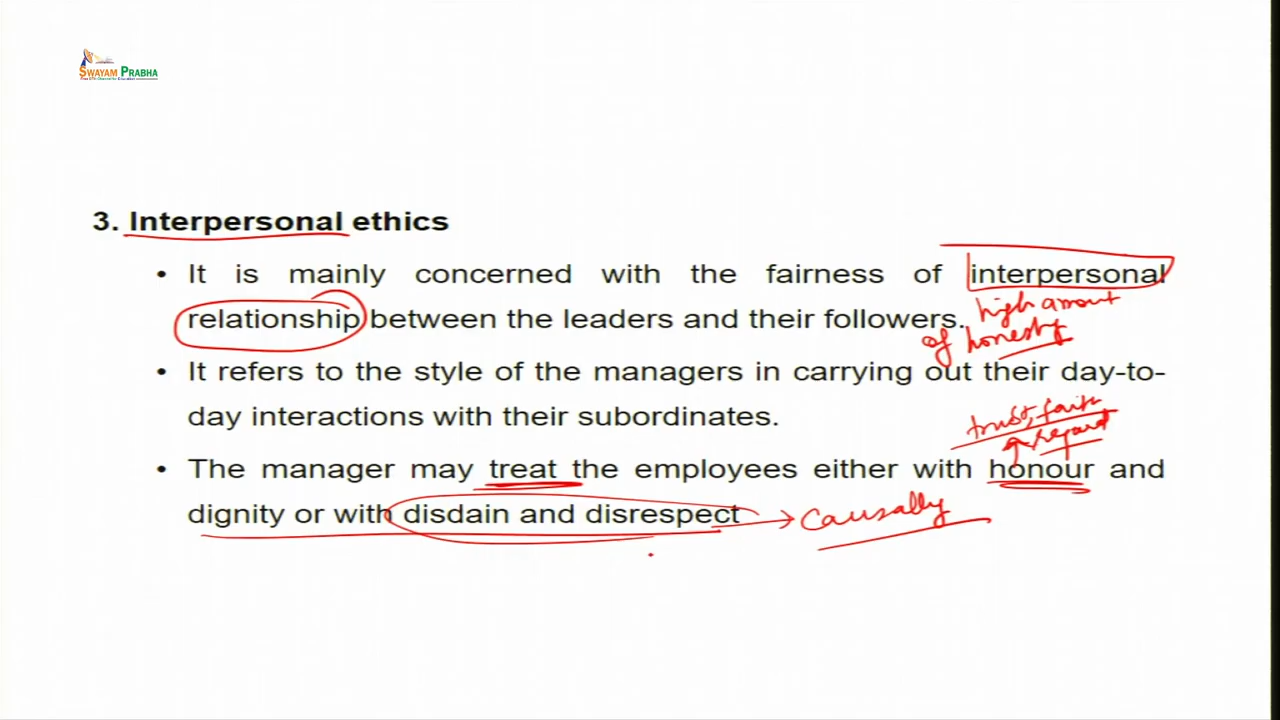 SWAYAM PRABHA
3. Interpersonal ethics
• It is mainly concerned with the fairness of interpersonal
high amout
relationship between the leaders and their followers.
of honesty
• It refers to the style of the managers in carrying out their day-to-
day interactions with their subordinates.
trust, faith
regard
• The manager may treat the employees either with honour and
dignity or with disdain and disrespect
causally